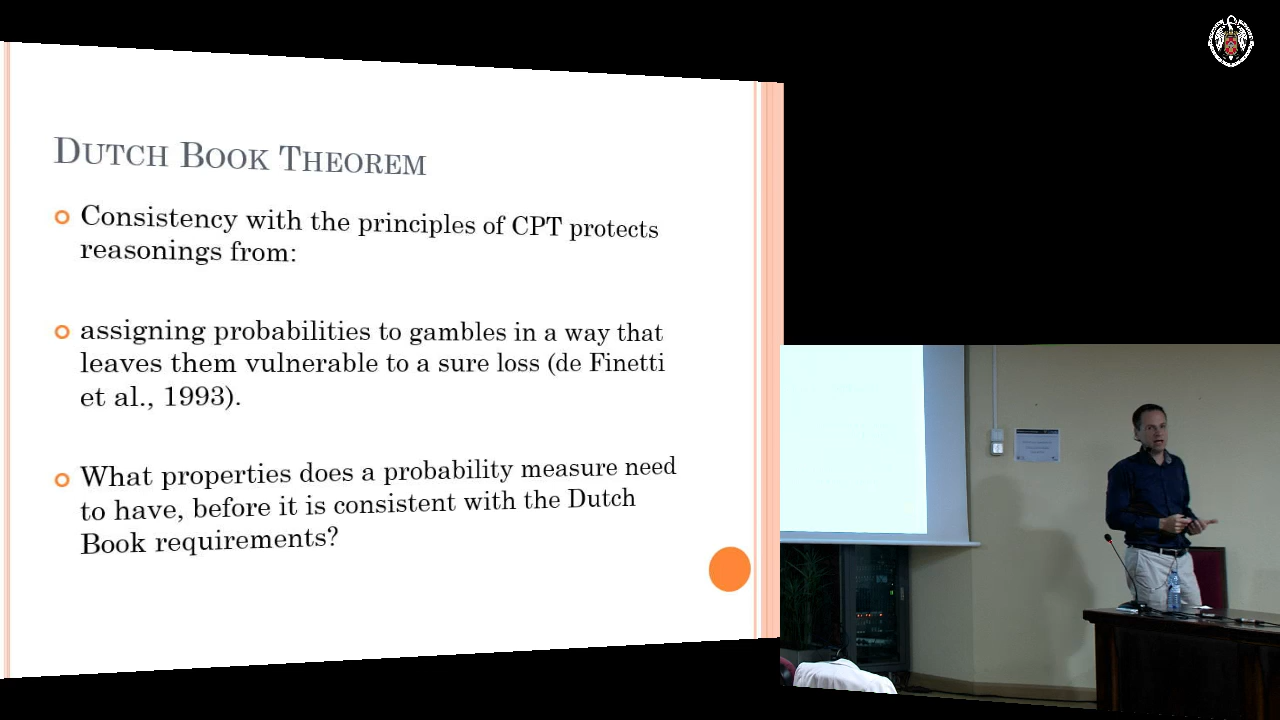 DUTCH BOOK THEOREM
Consistency with the principles of CPT protects
reasonings from:
assigning probabilities to gambles in a way that
leaves them vulnerable to a sure loss (de Finetti
et al., 1993).
What properties does a probability measure need
to have, before it is consistent with the Dutch
Book requirements?